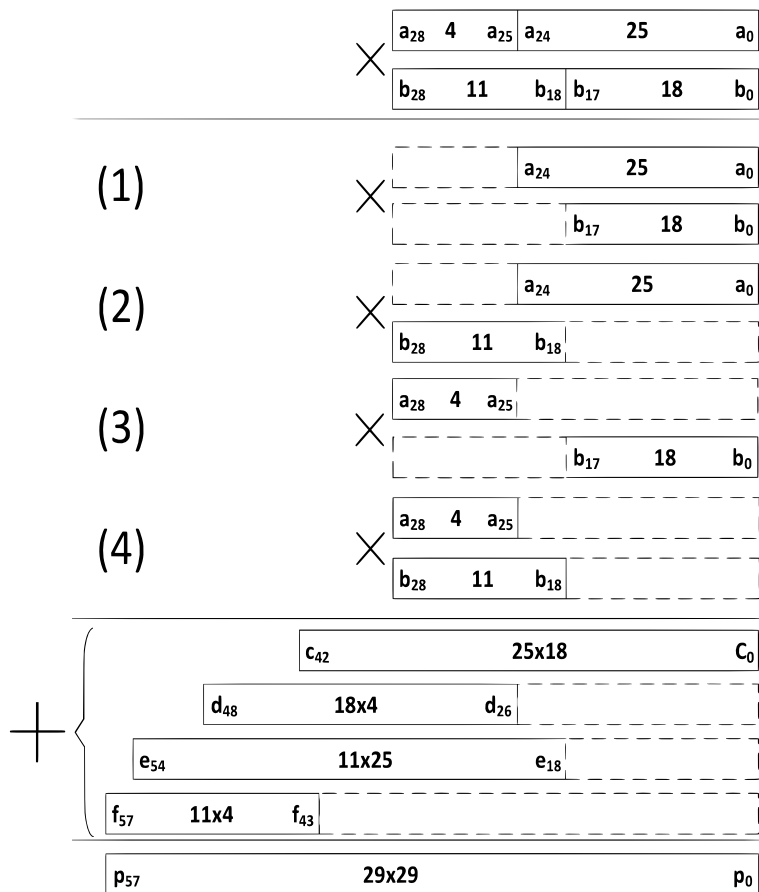 a₂₈ 4 a₂₅ a₂₄ 25 a₀
×
b₂₈ 11 b₁₈ b₁₇ 18 b₀
(1)
a₂₄ 25 a₀
×
b₁₇ 18 b₀
(2)
a₂₄ 25 a₀
×
b₂₈ 11 b₁₈
(3)
a₂₈ 4 a₂₅
×
b₁₇ 18 b₀
(4)
a₂₈ 4 a₂₅
×
b₂₈ 11 b₁₈
c₄₂ 25x18 C₀
d₄₈ 18x4 d₂₆
+
e₅₄ 11x25 e₁₈
f₅₇ 11x4 f₄₃
p₅₇ 29x29 p₀